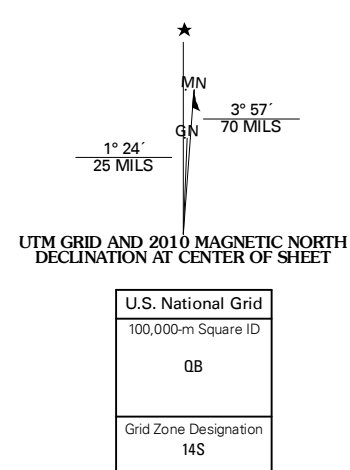 MN
3° 57´
70 MILS
GN
1° 24´
25 MILS
UTM GRID AND 2010 MAGNETIC NORTH
DECLINATION AT CENTER OF SHEET
U.S. National Grid
100,000-m Square ID
QB
Grid Zone Designation
14S